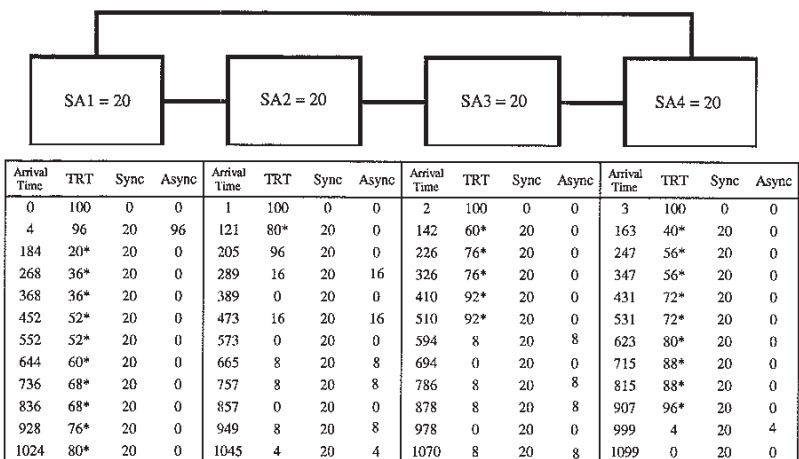 SA1 = 20 SA2 = 20 SA3 = 20 SA4 = 20
Arrival Time TRT Sync Async Arrival Time TRT Sync Async Arrival Time TRT Sync Async Arrival Time TRT Sync Async
0 100 0 0 1 100 0 0 2 100 0 0 3 100 0 0
4 96 20 96 121 80* 20 0 142 60* 20 0 163 40* 20 0
184 20* 20 0 205 96 20 0 226 76* 20 0 247 56* 20 0
268 36* 20 0 289 16 20 16 326 76* 20 0 347 56* 20 0
368 36* 20 0 389 0 20 0 410 92* 20 0 431 72* 20 0
452 52* 20 0 473 16 20 16 510 92* 20 0 531 72* 20 0
552 52* 20 0 573 0 20 0 594 8 20 8 623 80* 20 0
644 60* 20 0 665 8 20 8 694 0 20 0 715 88* 20 0
736 68* 20 0 757 8 20 8 786 8 20 8 815 88* 20 0
836 68* 20 0 857 0 20 0 878 8 20 8 907 96* 20 0
928 76* 20 0 949 8 20 8 978 0 20 0 999 4 20 4
1024 80* 20 0 1045 4 20 4 1070 8 20 8 1099 0 20 0